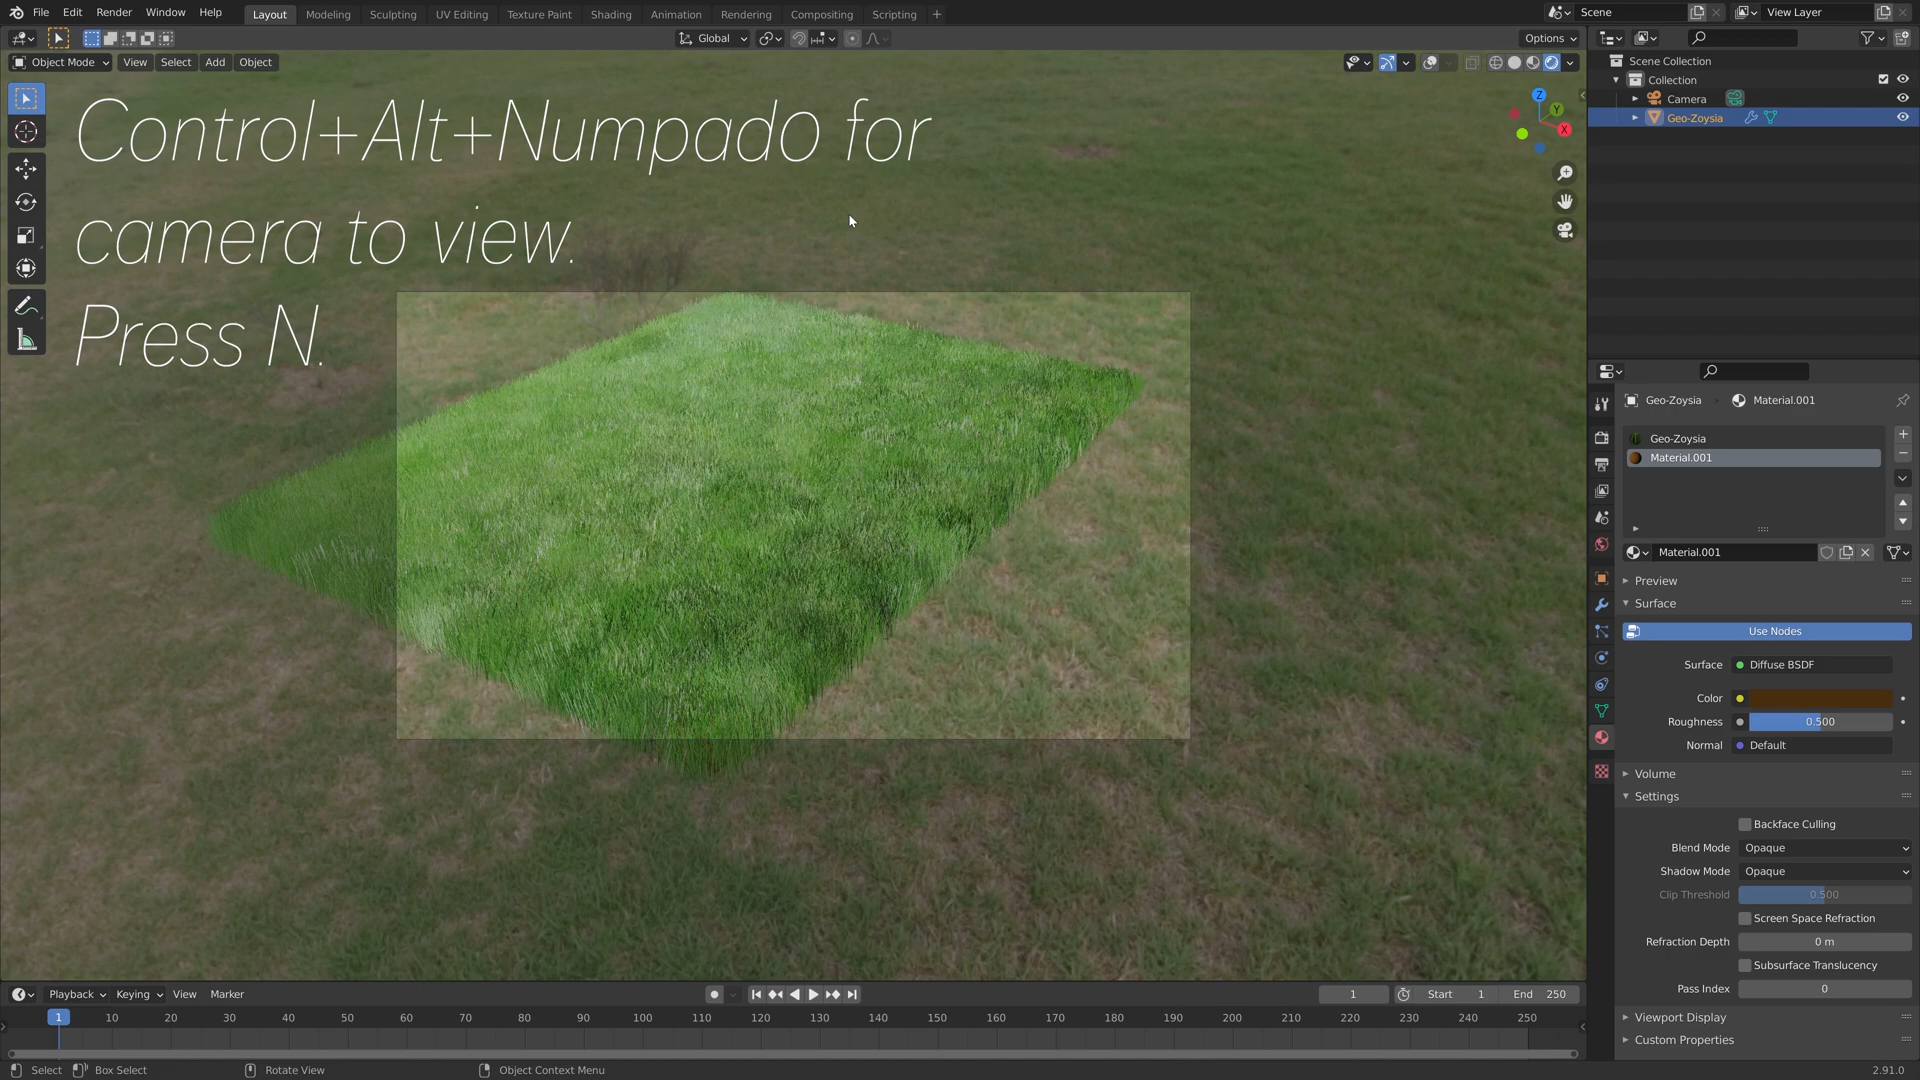 File Edit Render Window Help Layout Modeling Sculpting UV Editing Texture Paint Shading Animation Rendering Compositing Scripting + Scene View Layer
Global Options
Object Mode View Select Add Object
Control+Alt+Numpad0 for
camera to view.
Press N.
Z
Y
X
Scene Collection
Collection
Camera
Geo-Zoysia
Geo-Zoysia Material.001
Geo-Zoysia
Material.001
Material.001
Preview
Surface
Use Nodes
Surface Diffuse BSDF
Color
Roughness 0.500
Normal Default
Volume
Settings
Backface Culling
Blend Mode Opaque
Shadow Mode Opaque
Clip Threshold 0.500
Screen Space Refraction
Refraction Depth 0 m
Subsurface Translucency
Pass Index 0
Viewport Display
Custom Properties
Playback Keying View Marker 1 Start 1 End 250
1 10 20 30 40 50 60 70 80 90 100 110 120 130 140 150 160 170 180 190 200 210 220 230 240 250
Select Box Select Rotate View Object Context Menu 2.91.0